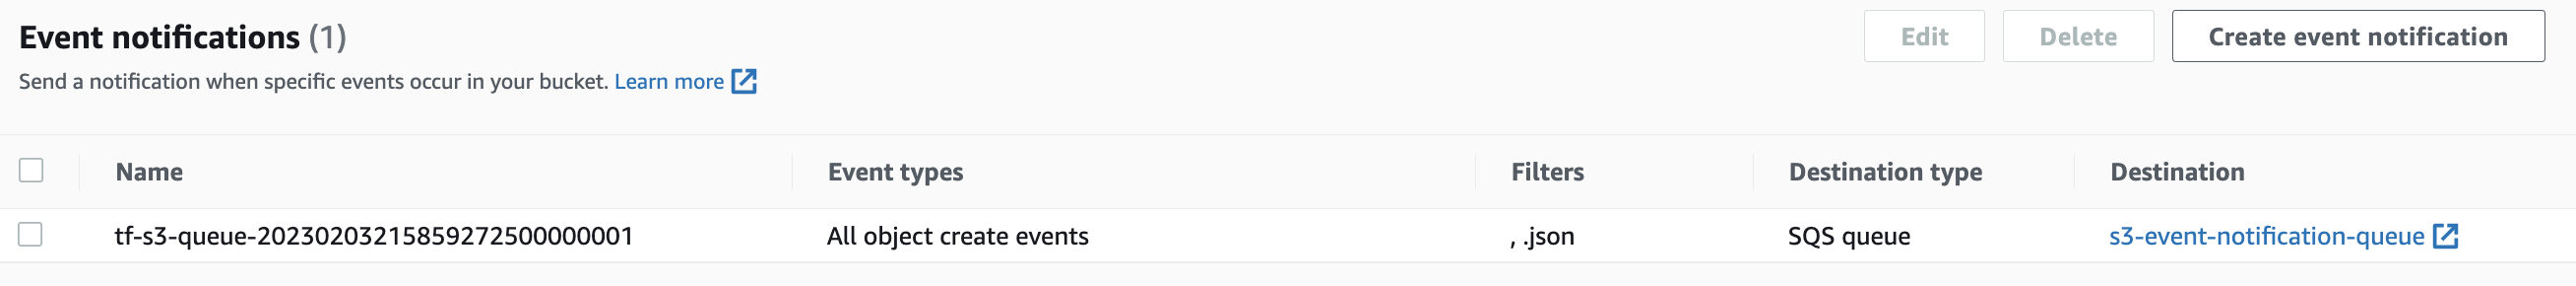 Event notifications (1)
Edit
Delete
Create event notification
Send a notification when specific events occur in your bucket. Learn more
Name
Event types
Filters
Destination type
Destination
tf-s3-queue-20230203215859272500000001
All object create events
, .json
SQS queue
s3-event-notification-queue